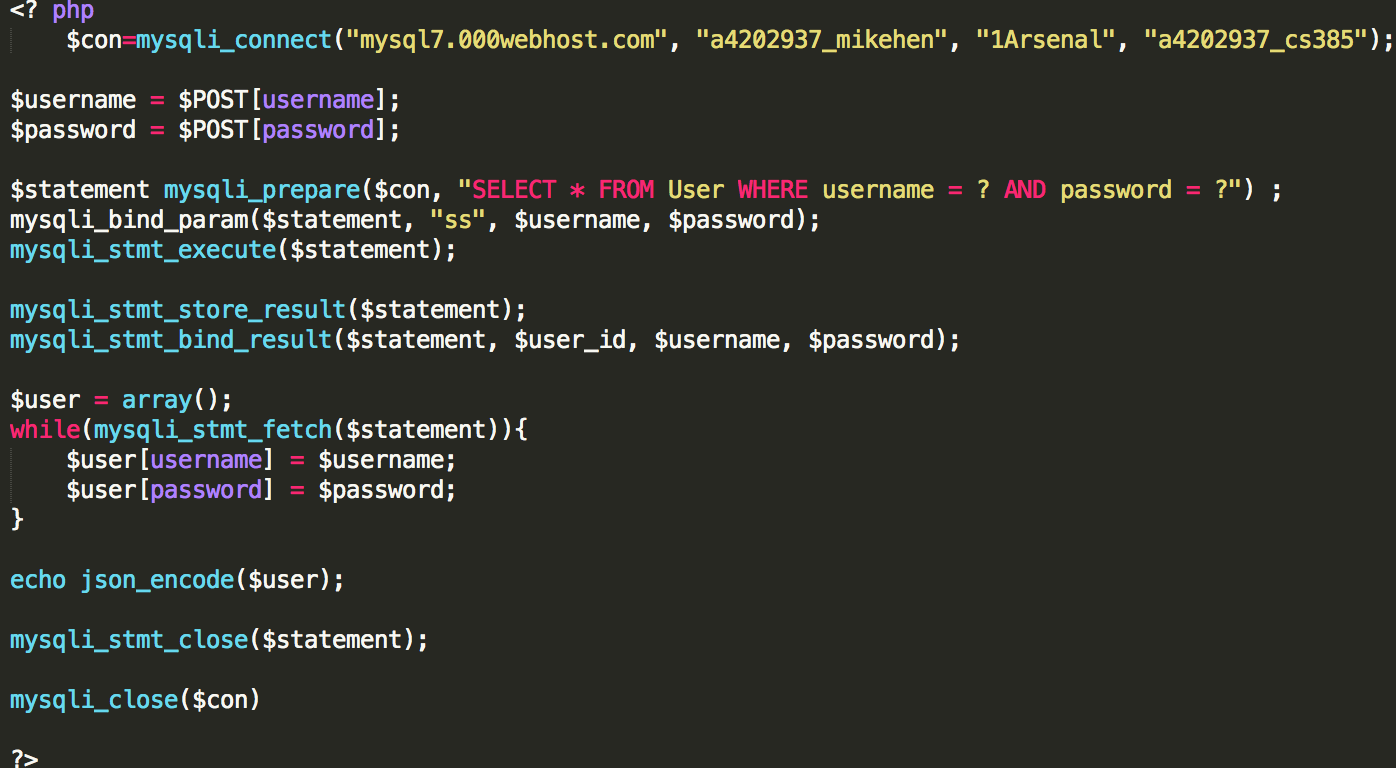 <? php
$con=mysqli_connect("mysql7.000webhost.com", "a4202937_mikehen", "1Arsenal", "a4202937_cs385");
$username = $POST[username];
$password = $POST[password];
$statement mysqli_prepare($con, "SELECT * FROM User WHERE username = ? AND password = ?") ;
mysqli_bind_param($statement, "ss", $username, $password);
mysqli_stmt_execute($statement);
mysqli_stmt_store_result($statement);
mysqli_stmt_bind_result($statement, $user_id, $username, $password);
$user = array();
while(mysqli_stmt_fetch($statement)){
$user[username] = $username;
$user[password] = $password;
}
echo json_encode($user);
mysqli_stmt_close($statement);
mysqli_close($con)
?>